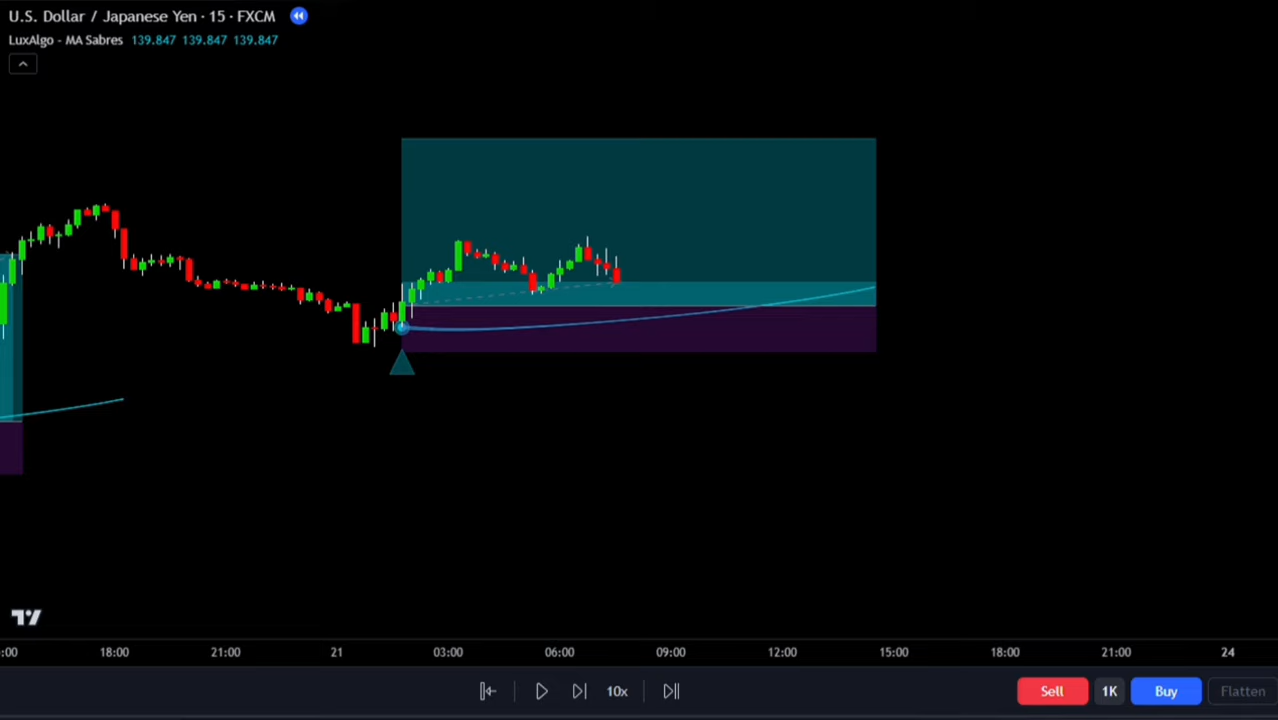 U.S. Dollar / Japanese Yen · 15 · FXCM
LuxAlgo - MA Sabres 139.847 139.847 139.847
:00 18:00 21:00 21 03:00 06:00 09:00 12:00 15:00 18:00 21:00 24
10x Sell 1K Buy Flatten